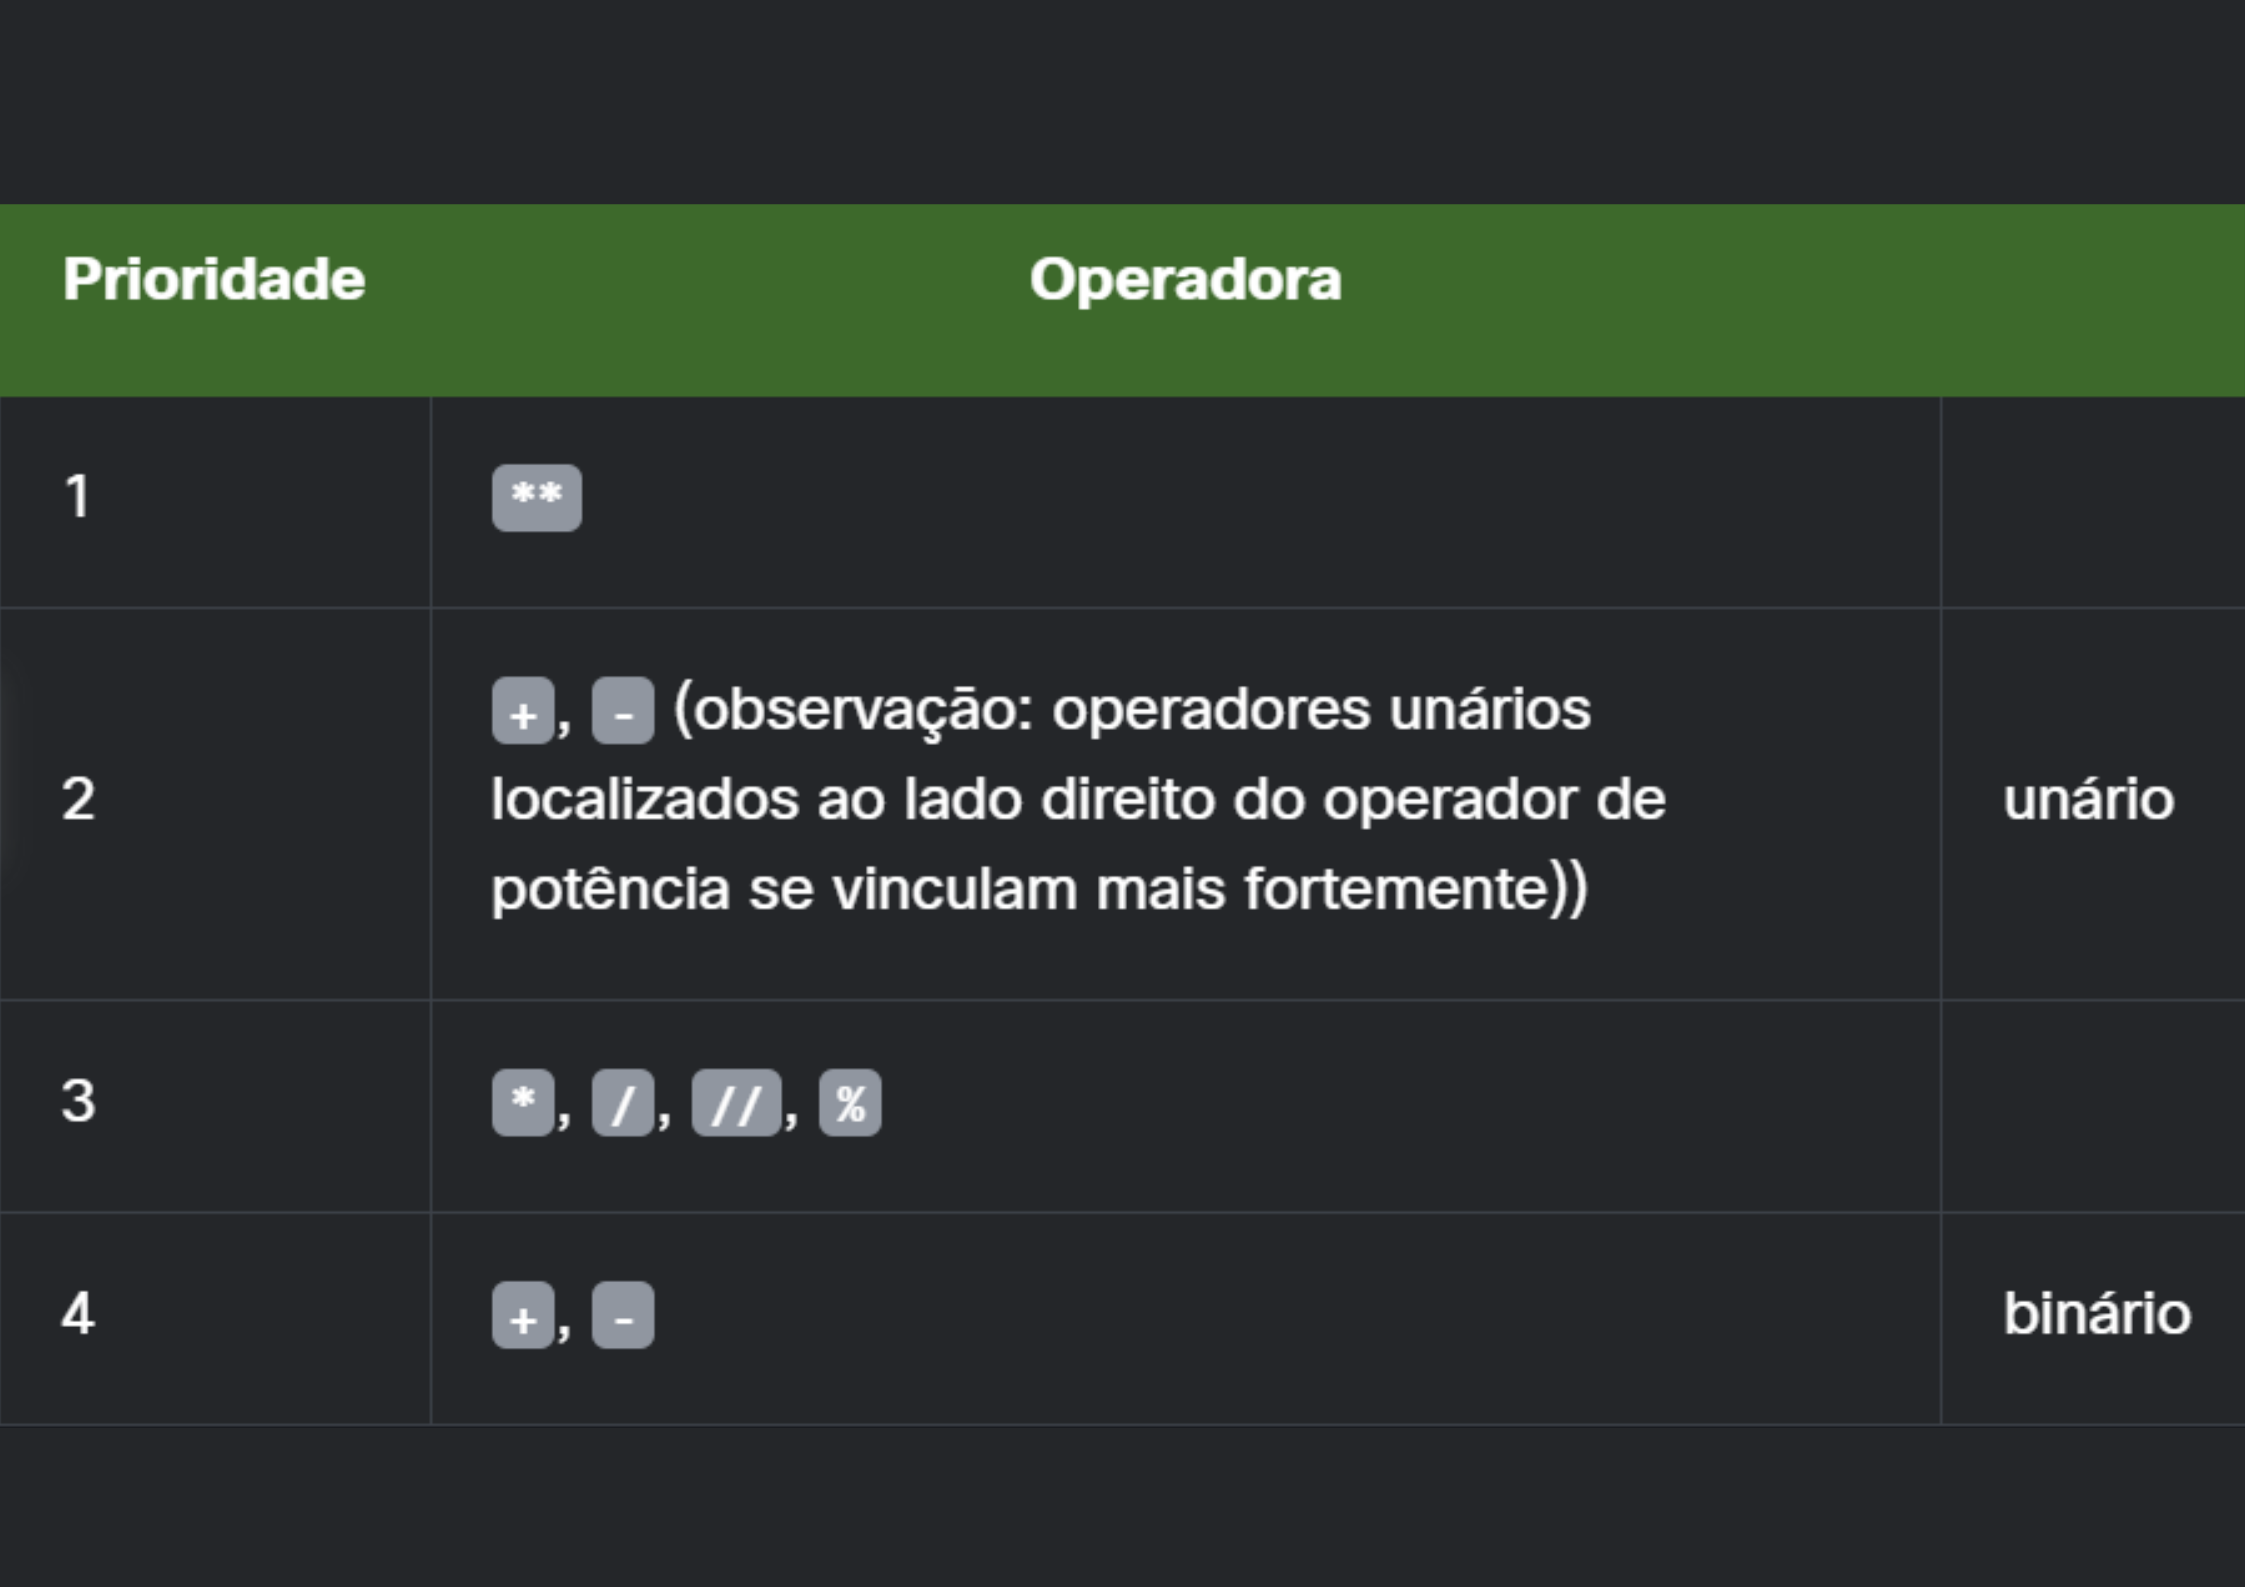 Prioridade Operadora
1 **
+, - (observação: operadores unários
localizados ao lado direito do operador de
2 unário
potência se vinculam mais fortemente))
3 *, /, //, %
4 +, - binário